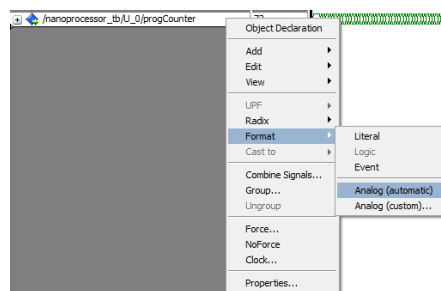 /nanoprocessor_tb/U_0/progCounter
Object Declaration
Add
Edit
View
UPF
Radix
Format
Cast to
Combine Signals...
Group...
Ungroup
Force...
NoForce
Clock...
Properties...
Literal
Logic
Event
Analog (automatic)
Analog (custom)...